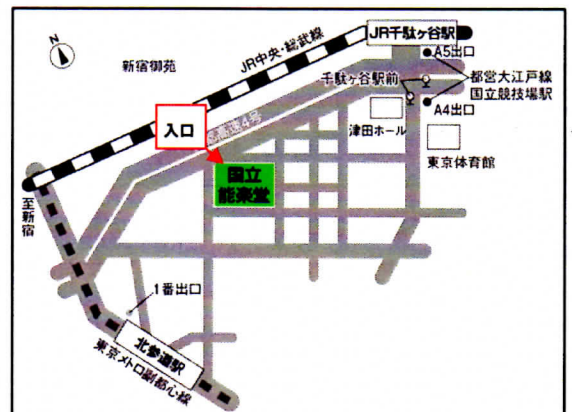 N
新宿御苑
JR中央・総武線
JR千駄ヶ谷駅
A5出口
千駄ヶ谷駅前
都営大江戸線
国立競技場駅
A4出口
津田ホール
東京体育館
入口
高速4号
国立
能楽堂
至新宿
1番出口
北参道駅
東京メトロ副都心線